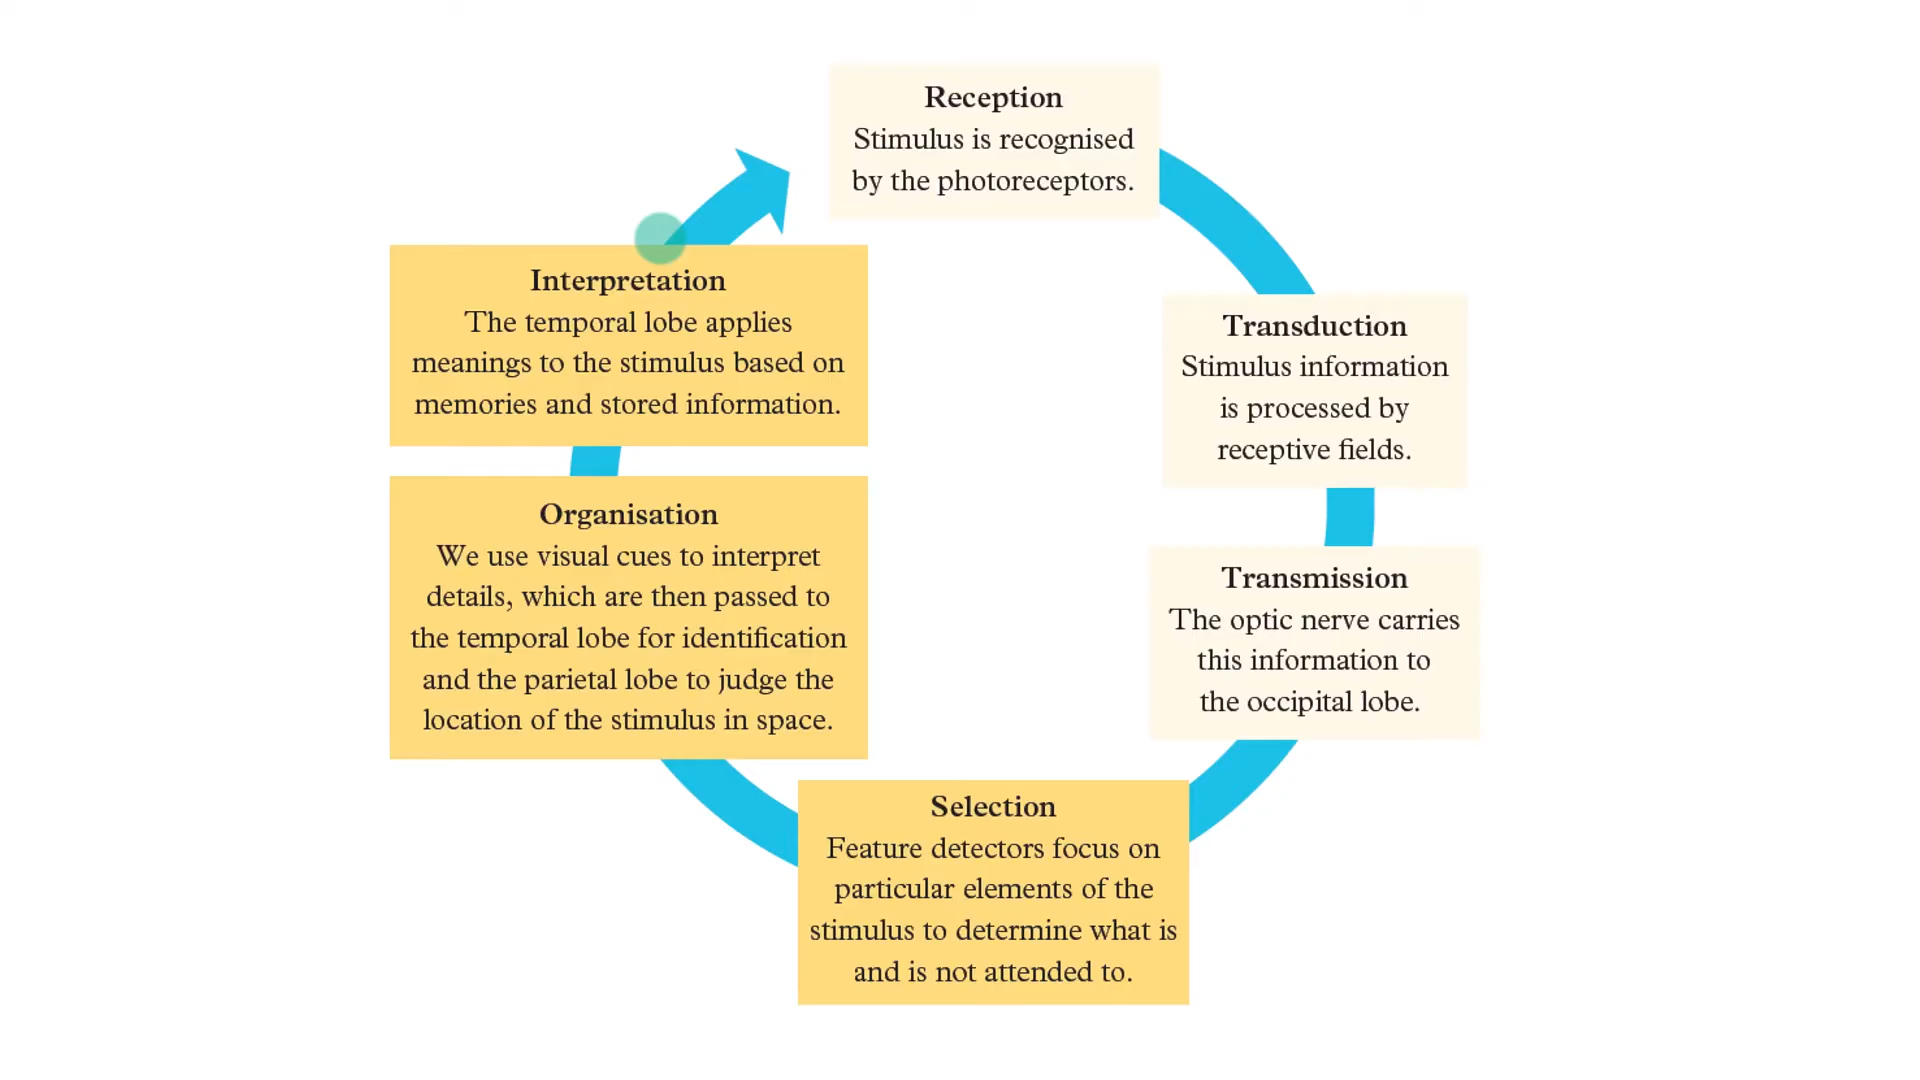 Reception
Stimulus is recognised
by the photoreceptors.
Transduction
Stimulus information
is processed by
receptive fields.
Transmission
The optic nerve carries
this information to
the occipital lobe.
Selection
Feature detectors focus on
particular elements of the
stimulus to determine what is
and is not attended to.
Organisation
We use visual cues to interpret
details, which are then passed to
the temporal lobe for identification
and the parietal lobe to judge the
location of the stimulus in space.
Interpretation
The temporal lobe applies
meanings to the stimulus based on
memories and stored information.